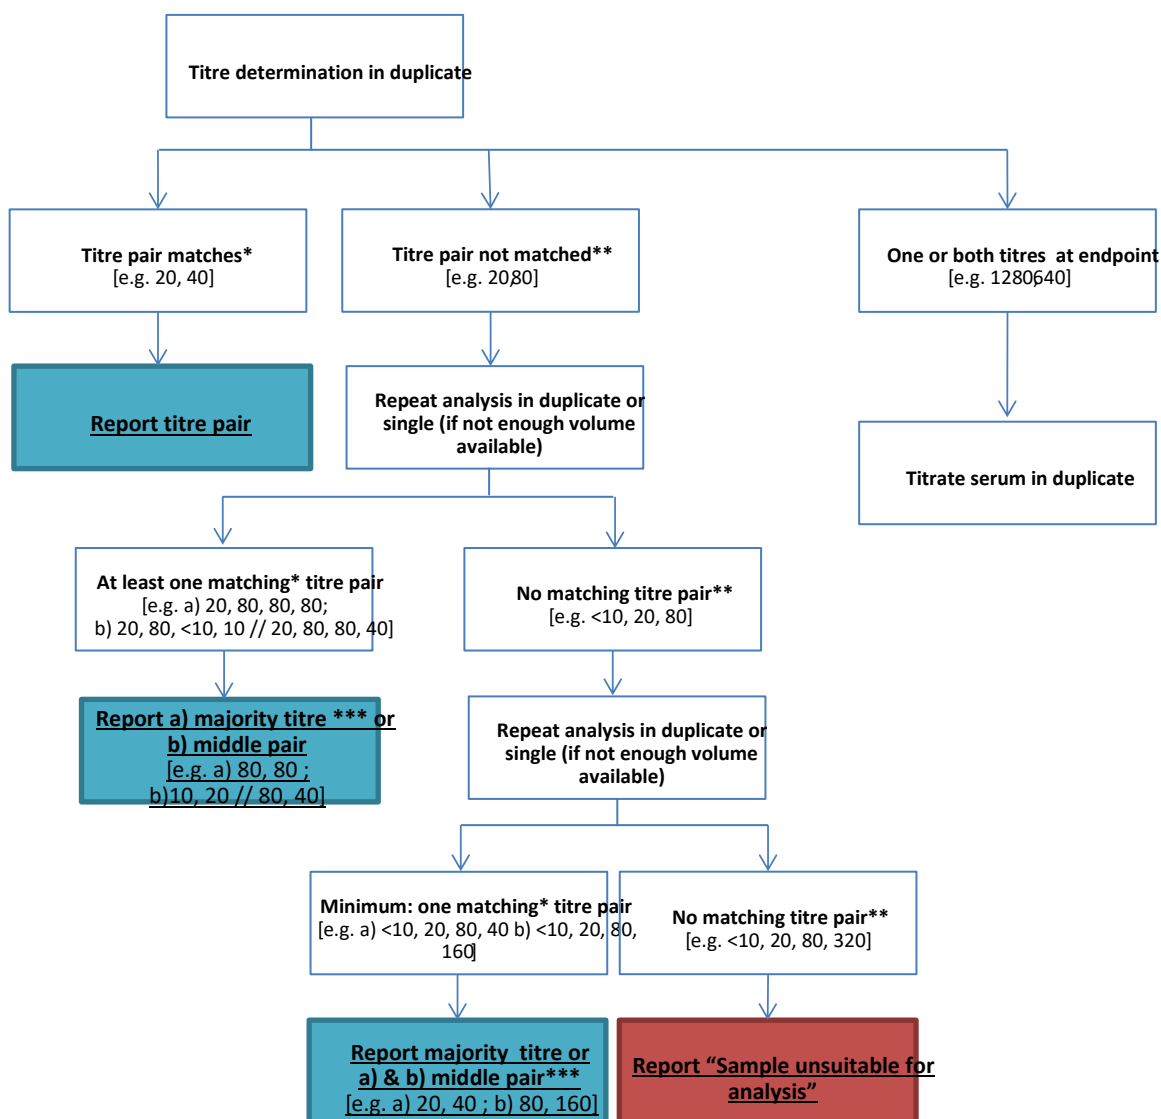 Titre determination in duplicate
Titre pair matches*
[e.g. 20, 40]
Titre pair not matched**
[e.g. 20,80]
One or both titres at endpoint
[e.g. 1280,640]
Report titre pair
Repeat analysis in duplicate or
single (if not enough volume
available)
Titrate serum in duplicate
At least one matching* titre pair
[e.g. a) 20, 80, 80, 80;
b) 20, 80, <10, 10 // 20, 80, 80, 40]
No matching titre pair**
[e.g. <10, 20, 80]
Report a) majority titre *** or
b) middle pair
[e.g. a) 80, 80 ;
b)10, 20 // 80, 40]
Repeat analysis in duplicate or
single (if not enough volume
available)
Minimum: one matching* titre pair
[e.g. a) <10, 20, 80, 40 b) <10, 20, 80,
160]
No matching titre pair**
[e.g. <10, 20, 80, 320]
Report majority titre or
a) & b) middle pair***
[e.g. a) 20, 40 ; b) 80, 160]
Report “Sample unsuitable for
analysis”